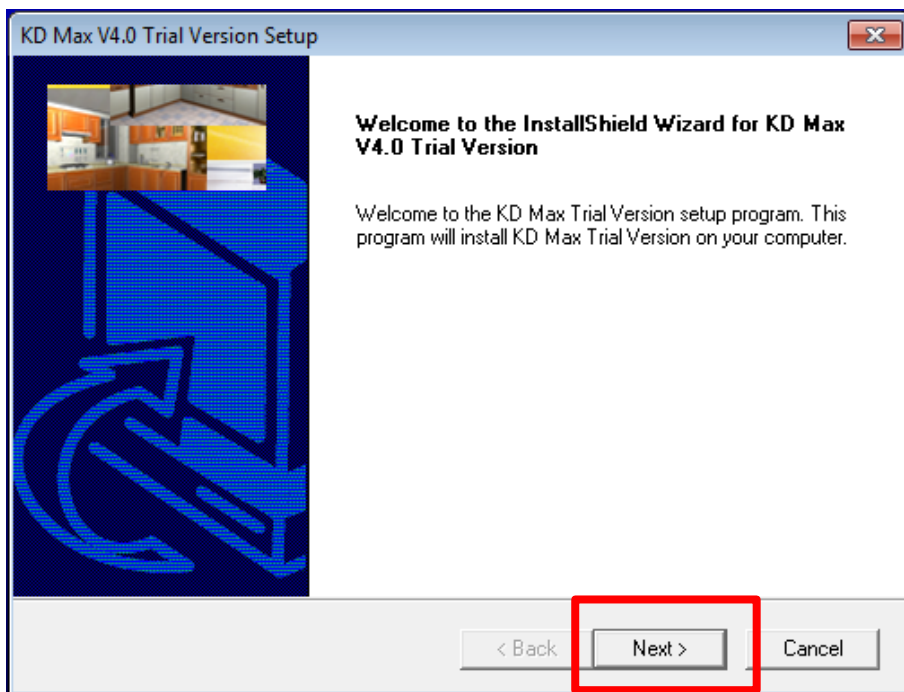 KD Max V4.0 Trial Version Setup
Welcome to the InstallShield Wizard for KD Max
V4.0 Trial Version
Welcome to the KD Max Trial Version setup program. This
program will install KD Max Trial Version on your computer.
< Back
Next >
Cancel